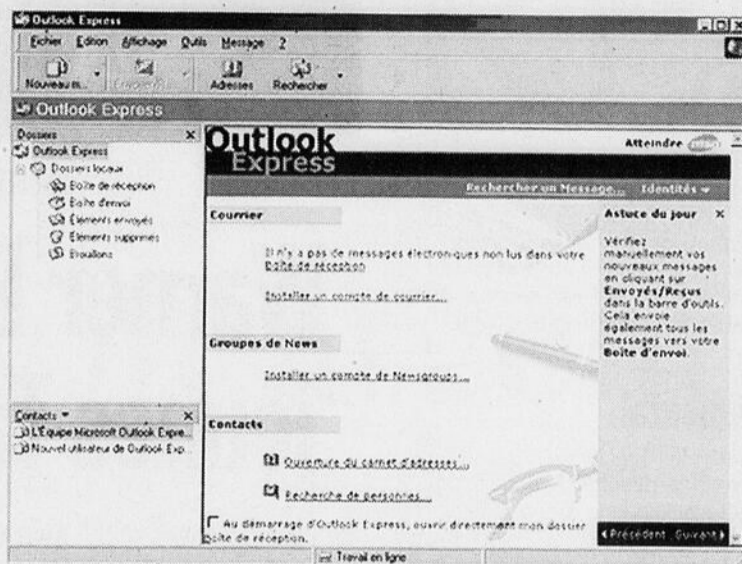 Outlook Express
Fichier Edition Affichage Outils Message ?
Nouveau m... Envoyer/R... Adresses Rechercher
Outlook Express
Dossiers ×
Outlook Express
Dossiers locaux
Boîte de réception
Boîte d'envoi
Éléments envoyés
Éléments supprimés
Brouillons
Contacts ×
L'Équipe Microsoft Outlook Expre...
Nouvel utilisateur de Outlook Exp...
Outlook
Express
Atteindre
Rechercher un Message... Identités
Courrier
Il n'y a pas de messages électroniques non lus dans votre
Boîte de réception
Installer un compte de courrier...
Groupes de News
Installer un compte de Newsgroups...
Contacts
Ouverture du carnet d'adresses...
Recherche de personnes...
Au démarrage d'Outlook Express, ouvrir directement mon dossier
Boîte de réception.
Astuce du jour ×
Vérifiez
manuellement vos
nouveaux messages
en cliquant sur
Envoyés/Reçus
dans la barre d'outils.
Cela envoie
également tous les
messages vers votre
Boîte d'envoi.
Précédent Suivant
Travail en ligne